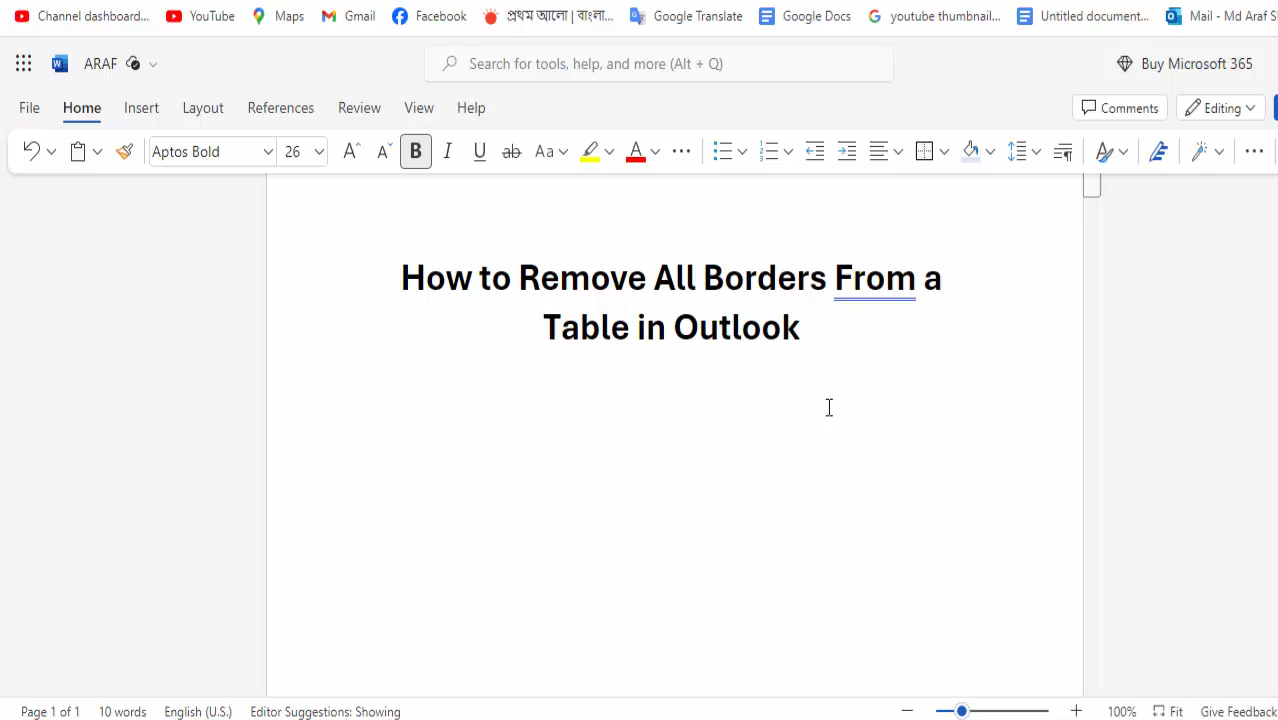 Channel dashboard... YouTube Maps Gmail Facebook প্রথম আলো | বাংলা... Google Translate Google Docs youtube thumbnail... Untitled document... Mail - Md Araf S
ARAF Search for tools, help, and more (Alt + Q) Buy Microsoft 365
File Home Insert Layout References Review View Help Comments Editing
Aptos Bold 26 B I U ab Aa A
How to Remove All Borders From a
Table in Outlook
Page 1 of 1 10 words English (U.S.) Editor Suggestions: Showing 100% Fit Give Feedback